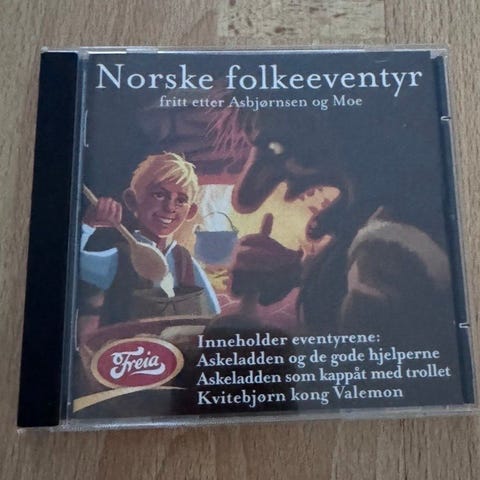 Norske folkeeventyr
fritt etter Asbjørnsen og Moe
Freia
Inneholder eventyrene:
Askeladden og de gode hjelperne
Askeladden som kappåt med trollet
Kvitebjørn kong Valemon